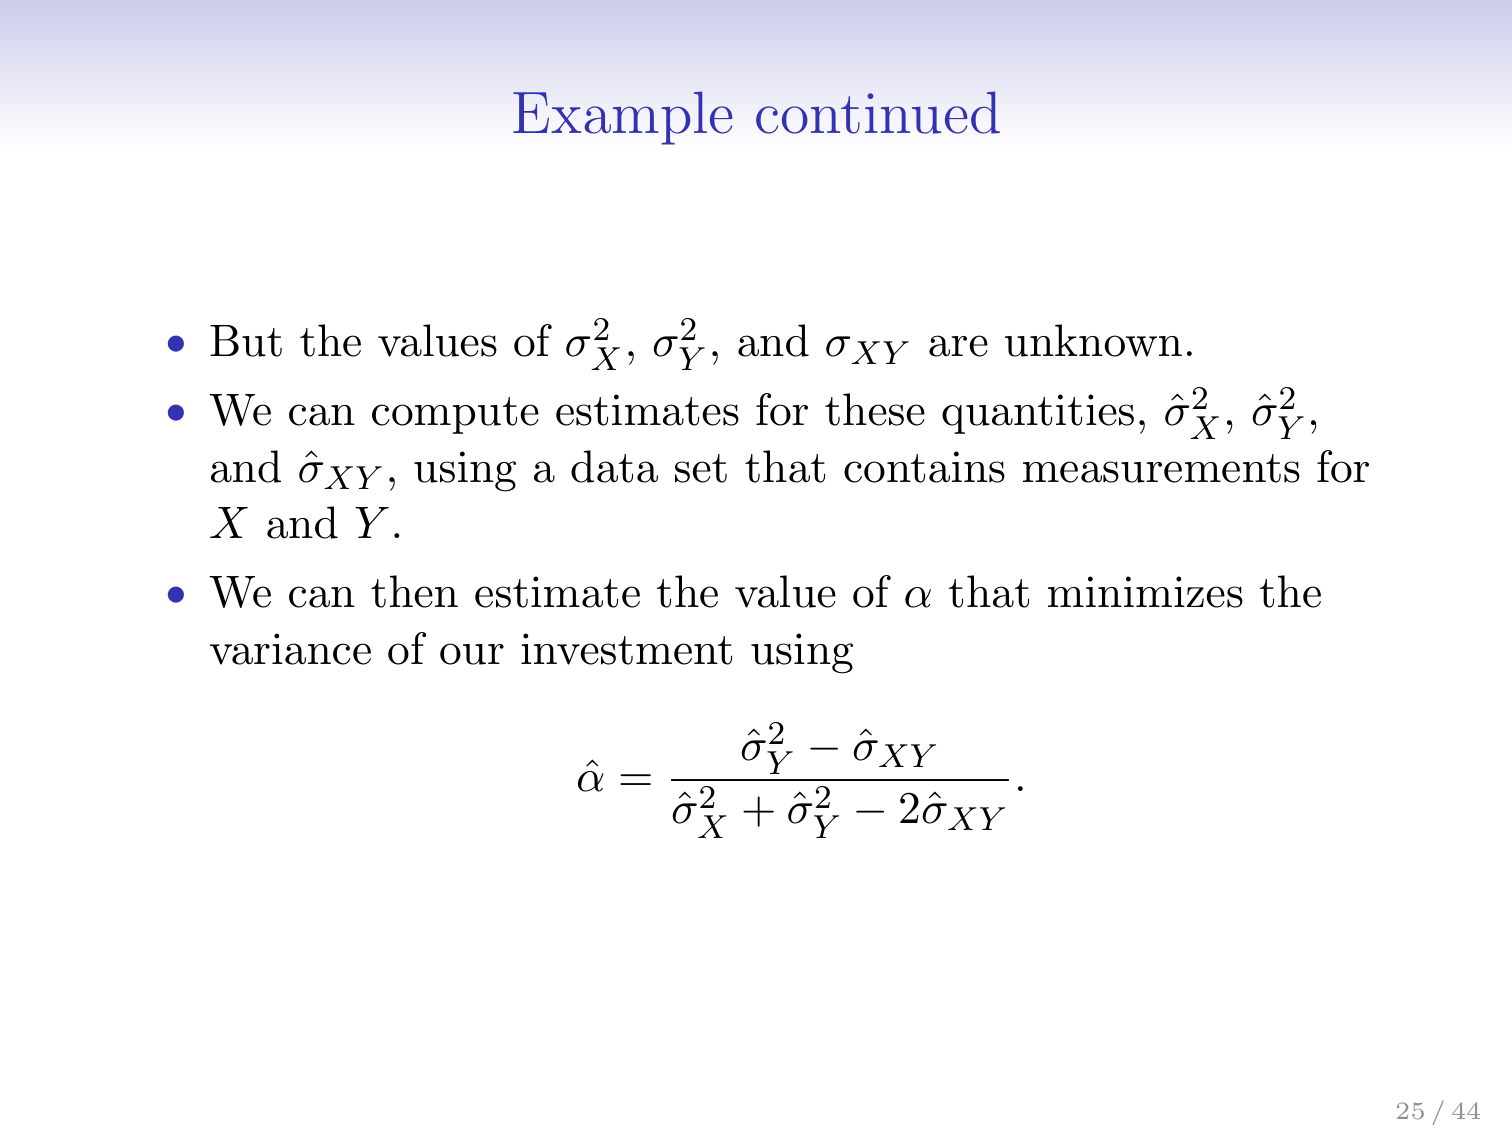 Example continued
• But the values of σ²_X, σ²_Y, and σ_XY are unknown.
• We can compute estimates for these quantities, σ̂²_X, σ̂²_Y,
and σ̂_XY, using a data set that contains measurements for
X and Y.
• We can then estimate the value of α that minimizes the
variance of our investment using
α̂ = (σ̂²_Y − σ̂_XY) / (σ̂²_X + σ̂²_Y − 2σ̂_XY).
25 / 44